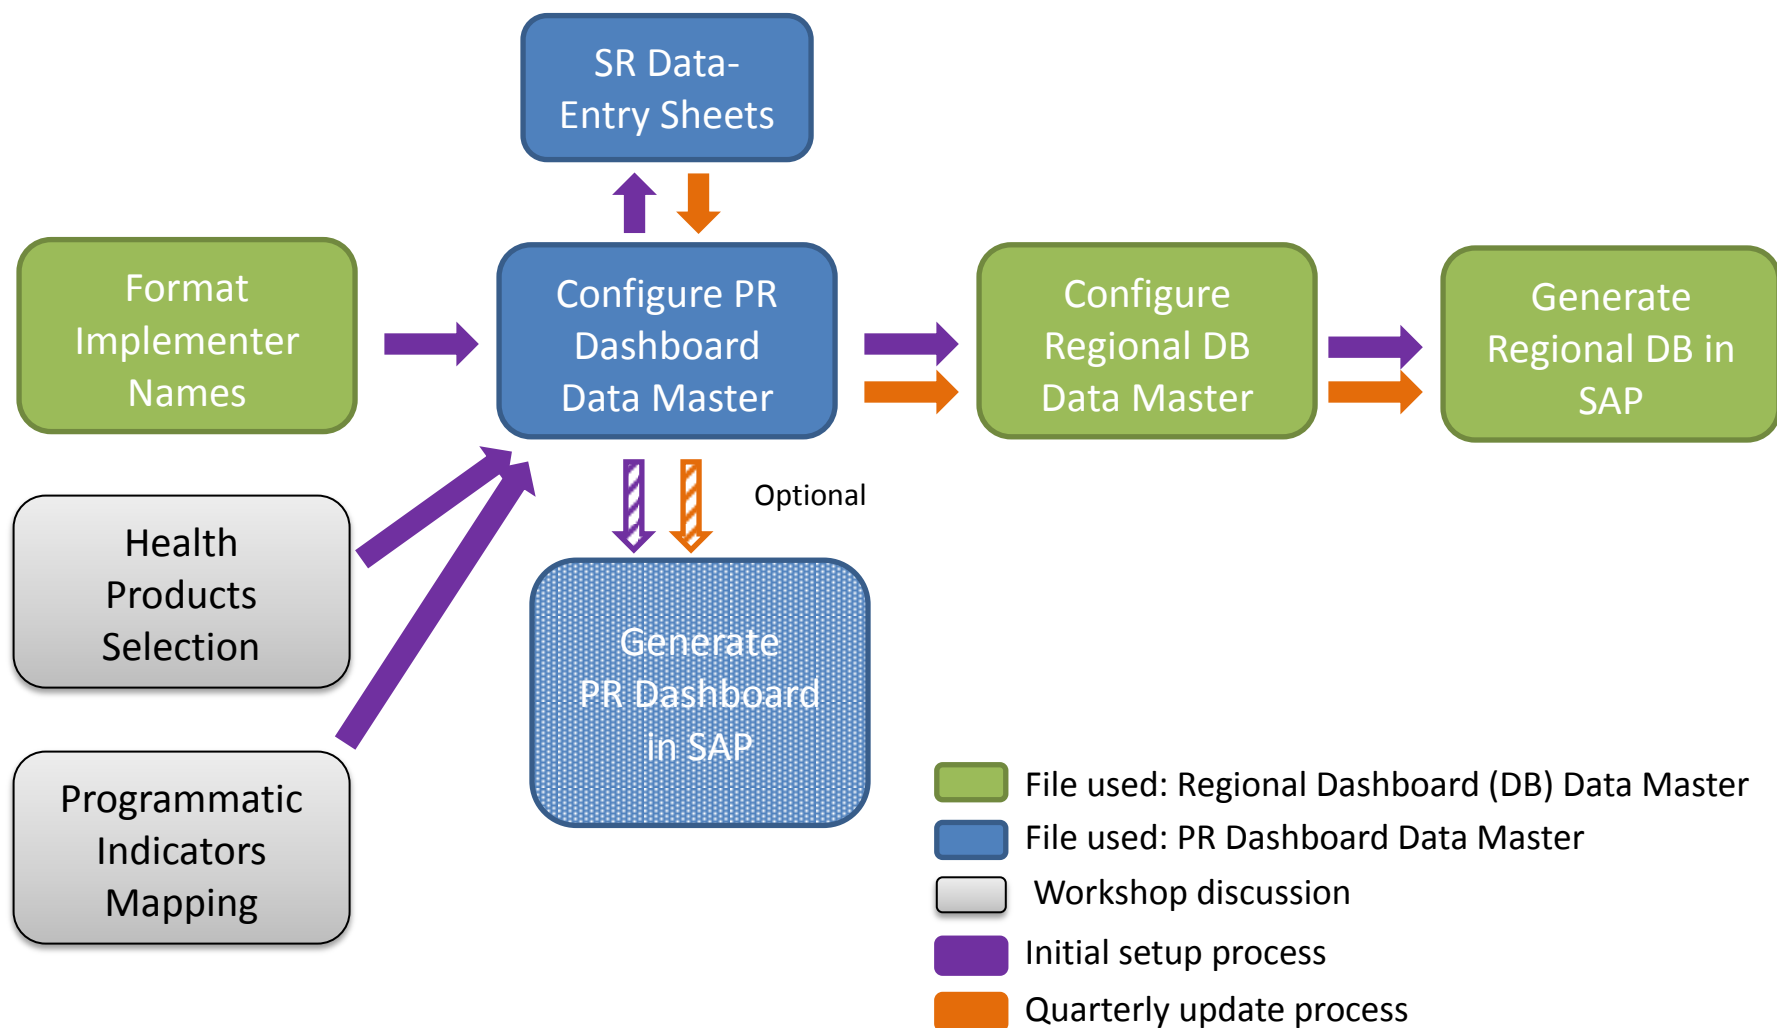 SR Data-
Entry Sheets
Format
Implementer
Names
Configure PR
Dashboard
Data Master
Configure
Regional DB
Data Master
Generate
Regional DB in
SAP
Optional
Health
Products
Selection
Generate
PR Dashboard
in SAP
Programmatic
Indicators
Mapping
File used: Regional Dashboard (DB) Data Master
File used: PR Dashboard Data Master
Workshop discussion
Initial setup process
Quarterly update process